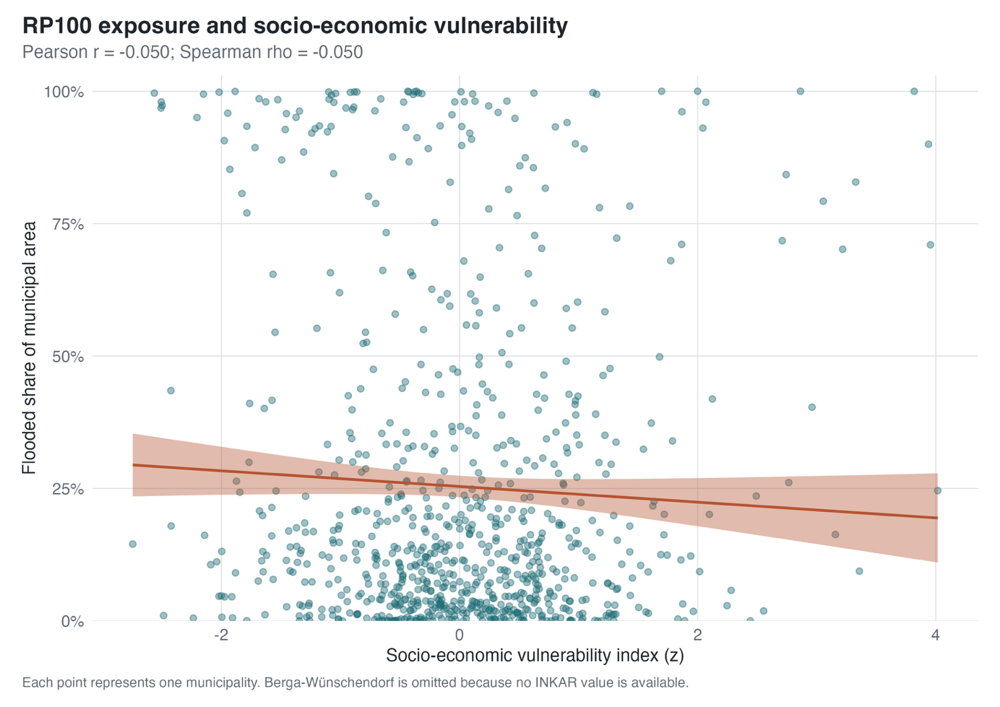 RP100 exposure and socio-economic vulnerability
Pearson r = -0.050; Spearman rho = -0.050
Flooded share of municipal area
100%
75%
50%
25%
0%
-2
0
2
4
Socio-economic vulnerability index (z)
Each point represents one municipality. Berga-Wünschendorf is omitted because no INKAR value is available.